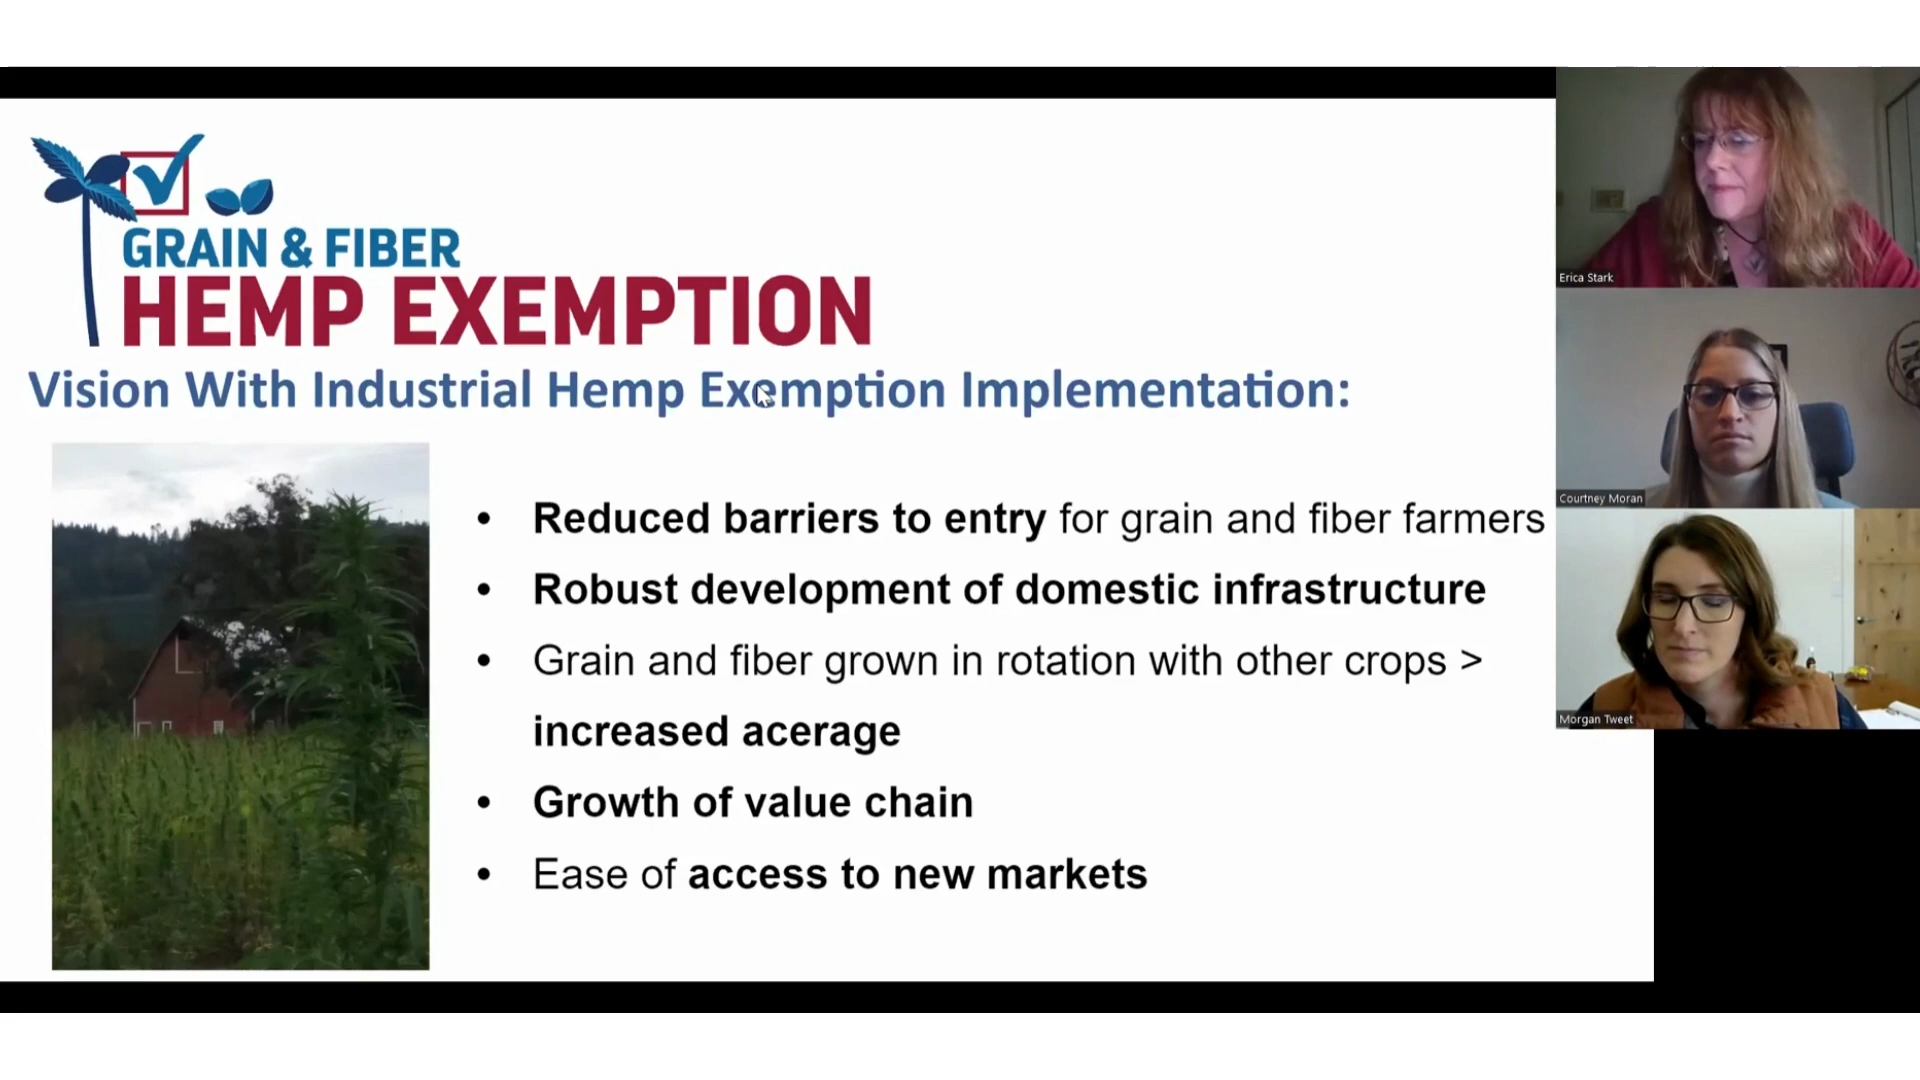 GRAIN & FIBER
HEMP EXEMPTION
Vision With Industrial Hemp Exemption Implementation:
• Reduced barriers to entry for grain and fiber farmers
• Robust development of domestic infrastructure
• Grain and fiber grown in rotation with other crops >
increased acerage
• Growth of value chain
• Ease of access to new markets
Erica Stark
Courtney Moran
Morgan Tweet